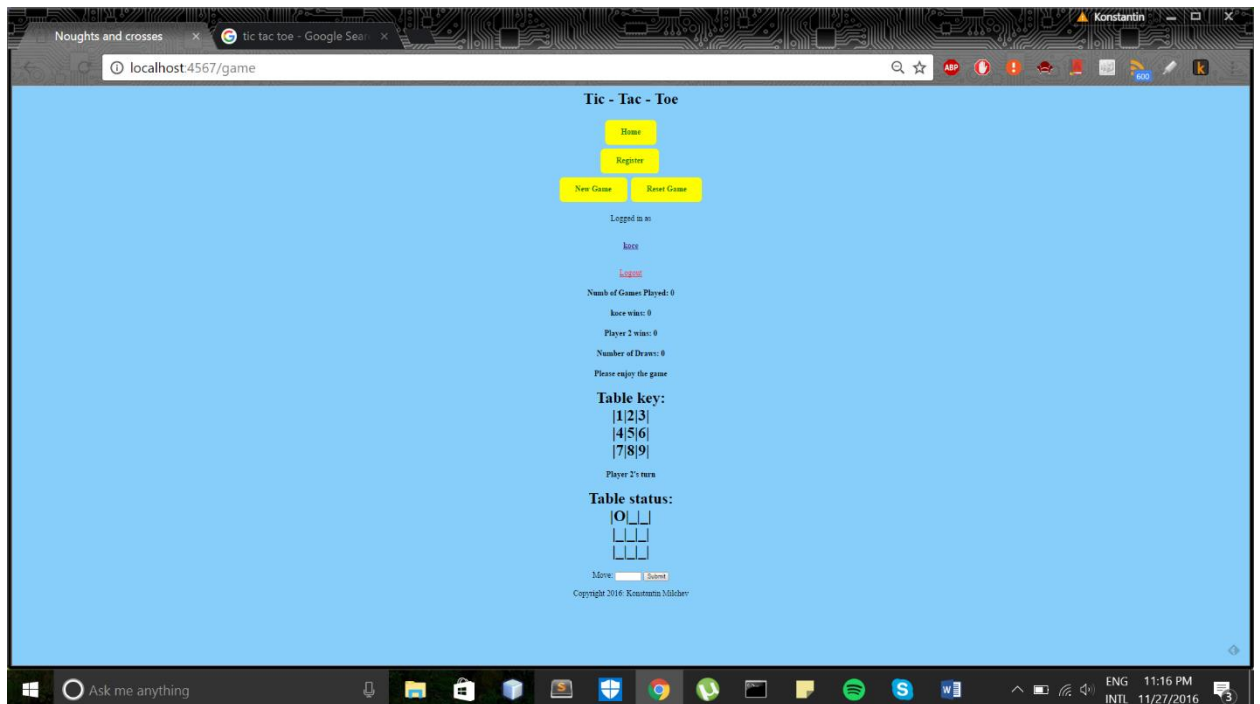 Konstantin
Noughts and crosses × tic tac toe - Google Sear ×
localhost:4567/game
ABP
600
k
Tic - Tac - Toe
Home
Register
New Game Reset Game
Logged in as
kore
Logout
Numb of Games Played: 0
kore wins: 0
Player 2 wins: 0
Number of Draws: 0
Please enjoy the game
Table key:
|1|2|3|
|4|5|6|
|7|8|9|
Player 2's turn
Table status:
|O|_|_|
|_|_|_|
|_|_|_|
Move: Submit
Copyright 2016: Konstantin Milchev
Ask me anything
ENG 11:16 PM
INTL 11/27/2016
3